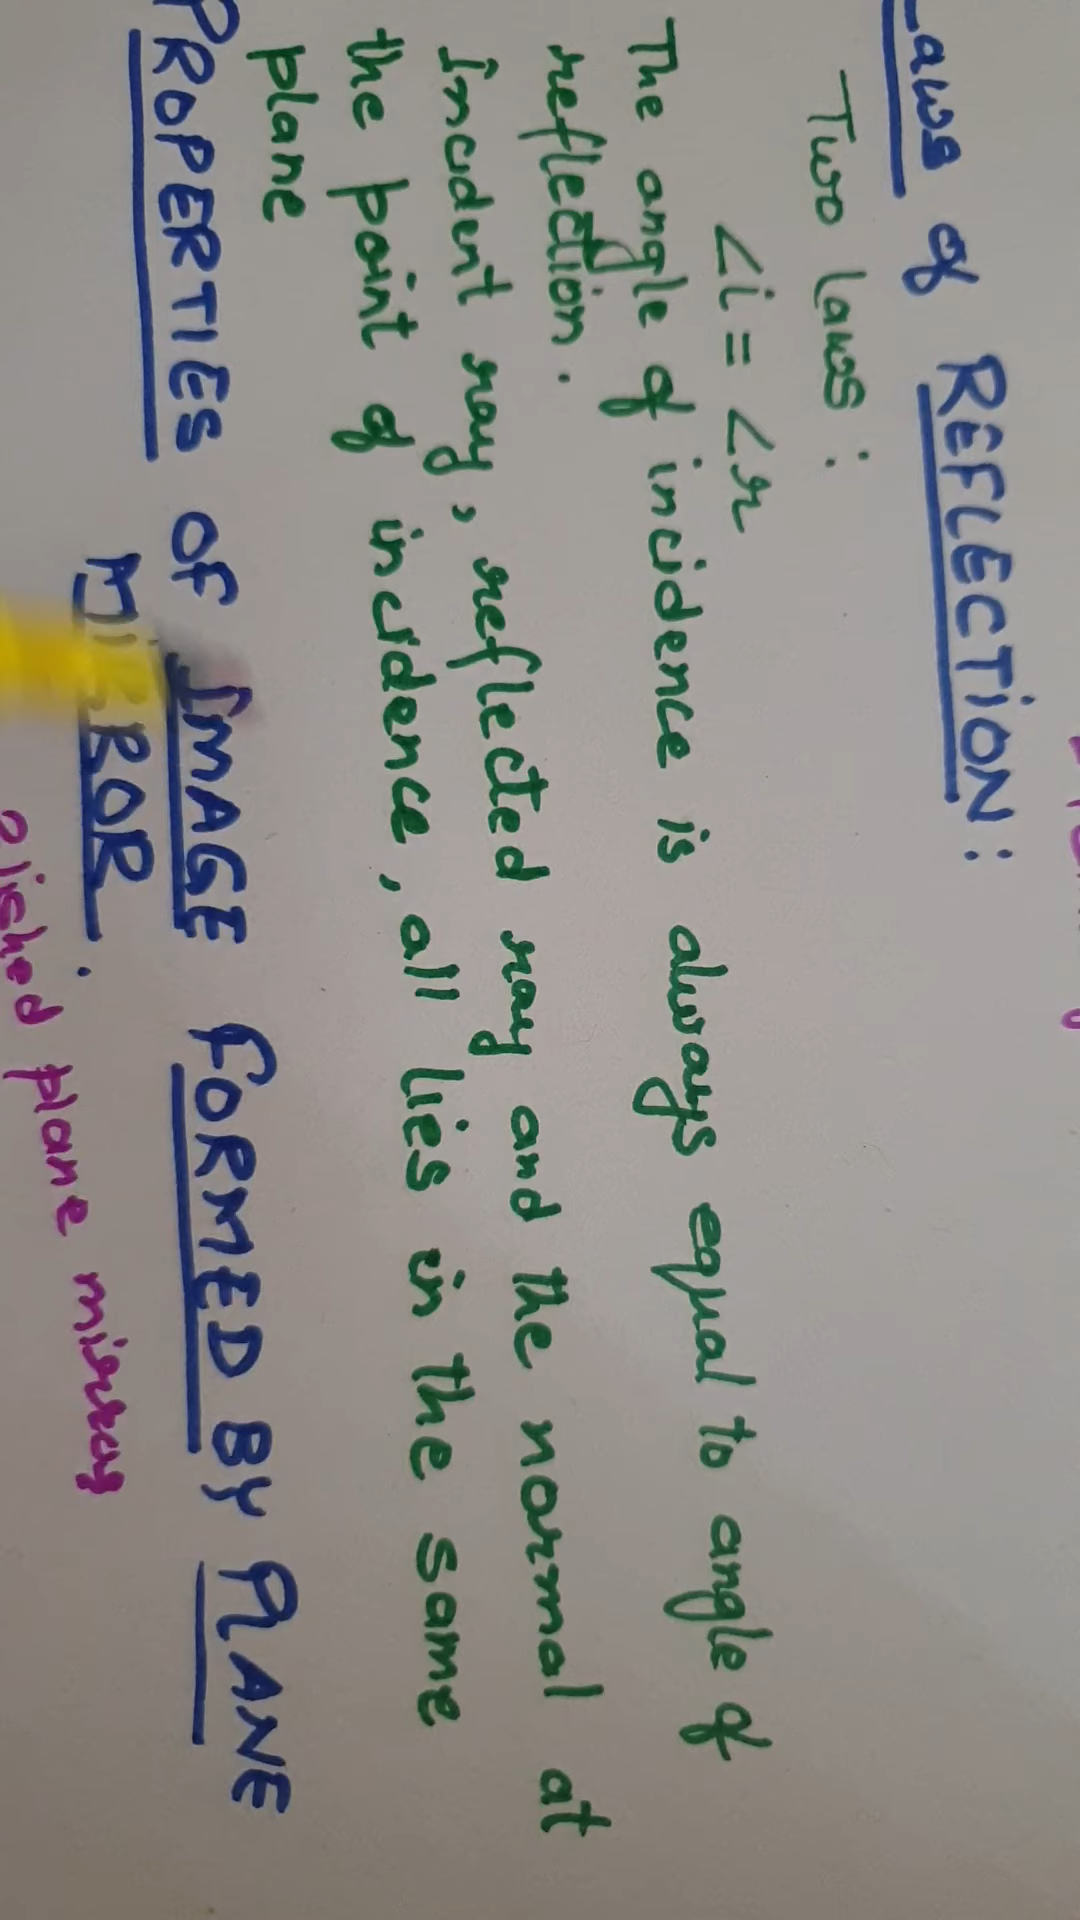 Laws of REFLECTION:
Two laws:
∠i = ∠r
The angle of incidence is always equal to angle of
reflection.
incident ray, reflected ray and the normal at
the point of incidence, all lies in the same
plane
PROPERTIES OF IMAGE FORMED BY PLANE
MIRROR.
plane mirror